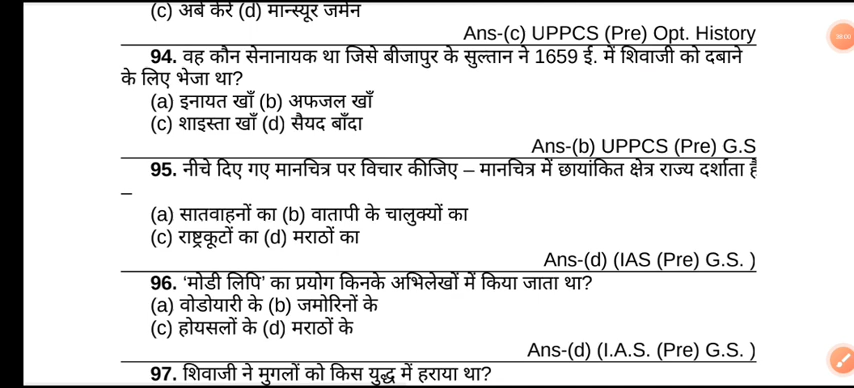 (c) अबे केरे (d) मान्स्यूर जर्मेन
Ans-(c) UPPCS (Pre) Opt. History
94. वह कौन सेनानायक था जिसे बीजापुर के सुल्तान ने 1659 ई. में शिवाजी को दबाने
के लिए भेजा था?
(a) इनायत खाँ (b) अफजल खाँ
(c) शाइस्ता खाँ (d) सैयद बाँदा
Ans-(b) UPPCS (Pre) G.S
95. नीचे दिए गए मानचित्र पर विचार कीजिए – मानचित्र में छायांकित क्षेत्र राज्य दर्शाता है
–
(a) सातवाहनों का (b) वातापी के चालुक्यों का
(c) राष्ट्रकूटों का (d) मराठों का
Ans-(d) (IAS (Pre) G.S. )
96. ‘मोडी लिपि’ का प्रयोग किनके अभिलेखों में किया जाता था?
(a) वोडोयारी के (b) जमोरिनों के
(c) होयसलों के (d) मराठों के
Ans-(d) (I.A.S. (Pre) G.S. )
97. शिवाजी ने मुगलों को किस युद्ध में हराया था?